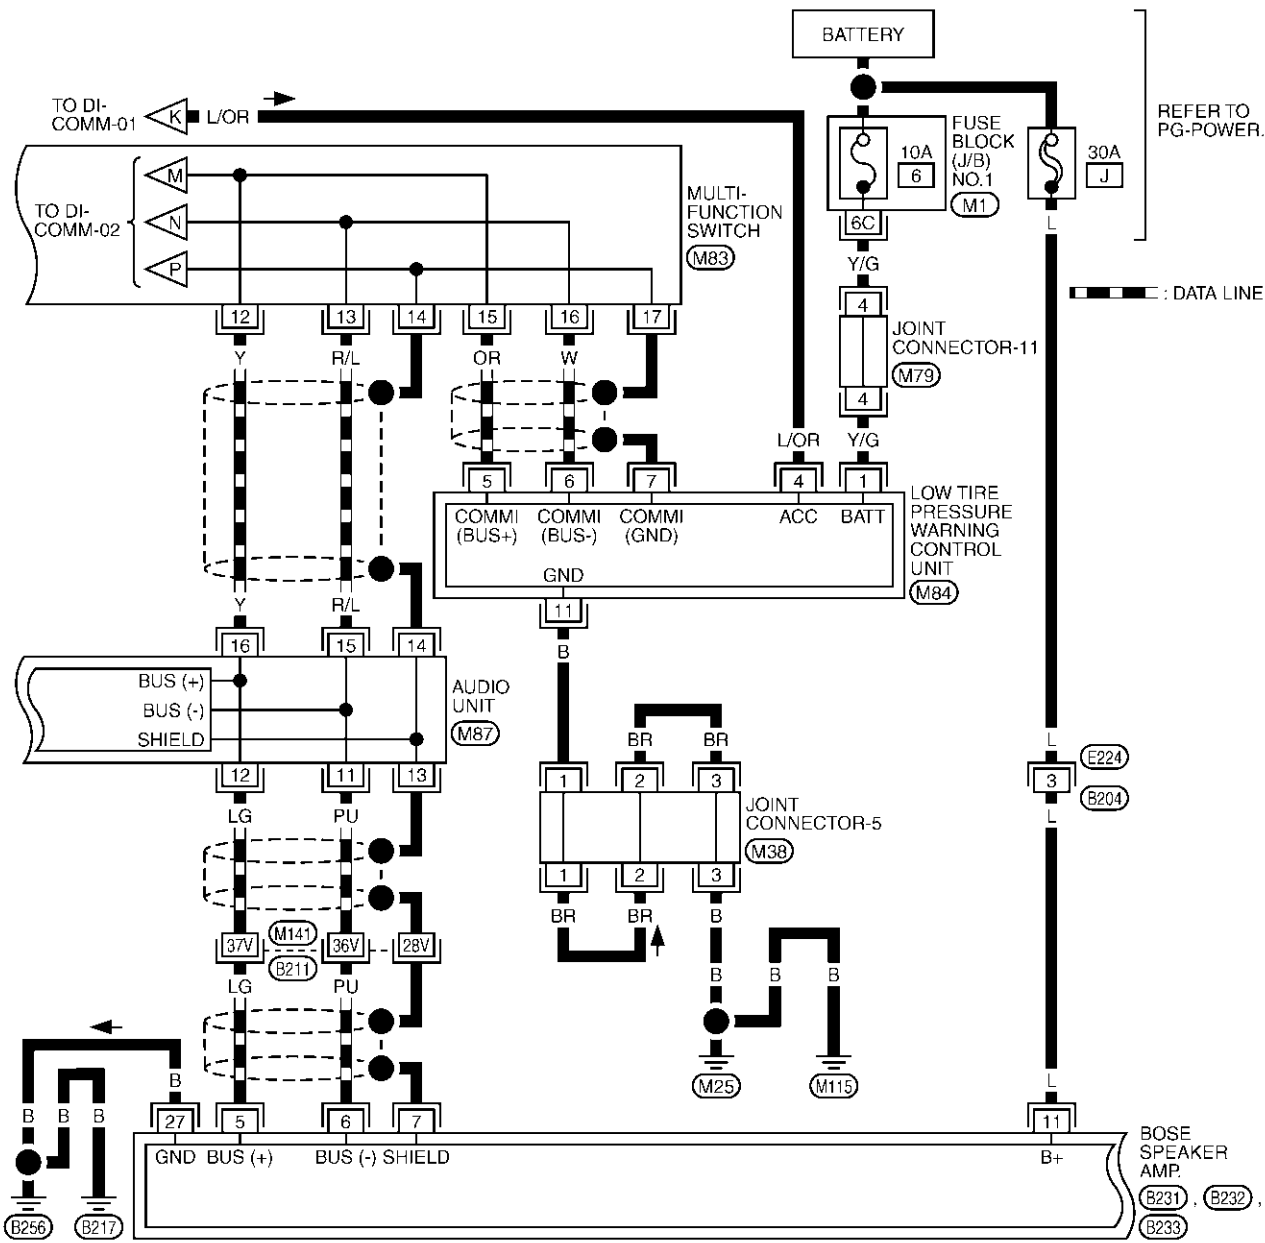 BATTERY
TO DI-
COMM-01
K
L/OR
REFER TO
PG-POWER.
FUSE
BLOCK
(J/B)
NO.1
M1
10A
6
30A
J
6C
L
M
N
P
TO DI-
COMM-02
MULTI-
FUNCTION
SWITCH
M83
Y/G
: DATA LINE
12
13
14
15
16
17
4
JOINT
CONNECTOR-11
M79
4
Y
R/L
OR
W
L/OR
Y/G
5
6
7
4
1
COMMI
(BUS+)
COMMI
(BUS-)
COMMI
(GND)
ACC
BATT
LOW TIRE
PRESSURE
WARNING
CONTROL
UNIT
M84
GND
11
B
Y
R/L
16
15
14
BUS (+)
BUS (-)
SHIELD
AUDIO
UNIT
M87
12
11
13
LG
PU
BR
BR
1
2
3
JOINT
CONNECTOR-5
M38
1
2
3
BR
BR
B
L
E224
3
B204
L
37V
M141
B211
36V
28V
LG
PU
B
B
B
M25
M115
B
B
B
B
L
27
5
6
7
11
GND
BUS (+)
BUS (-)
SHIELD
B+
BOSE
SPEAKER
AMP.
B231 , B232 ,
B233
B256
B217